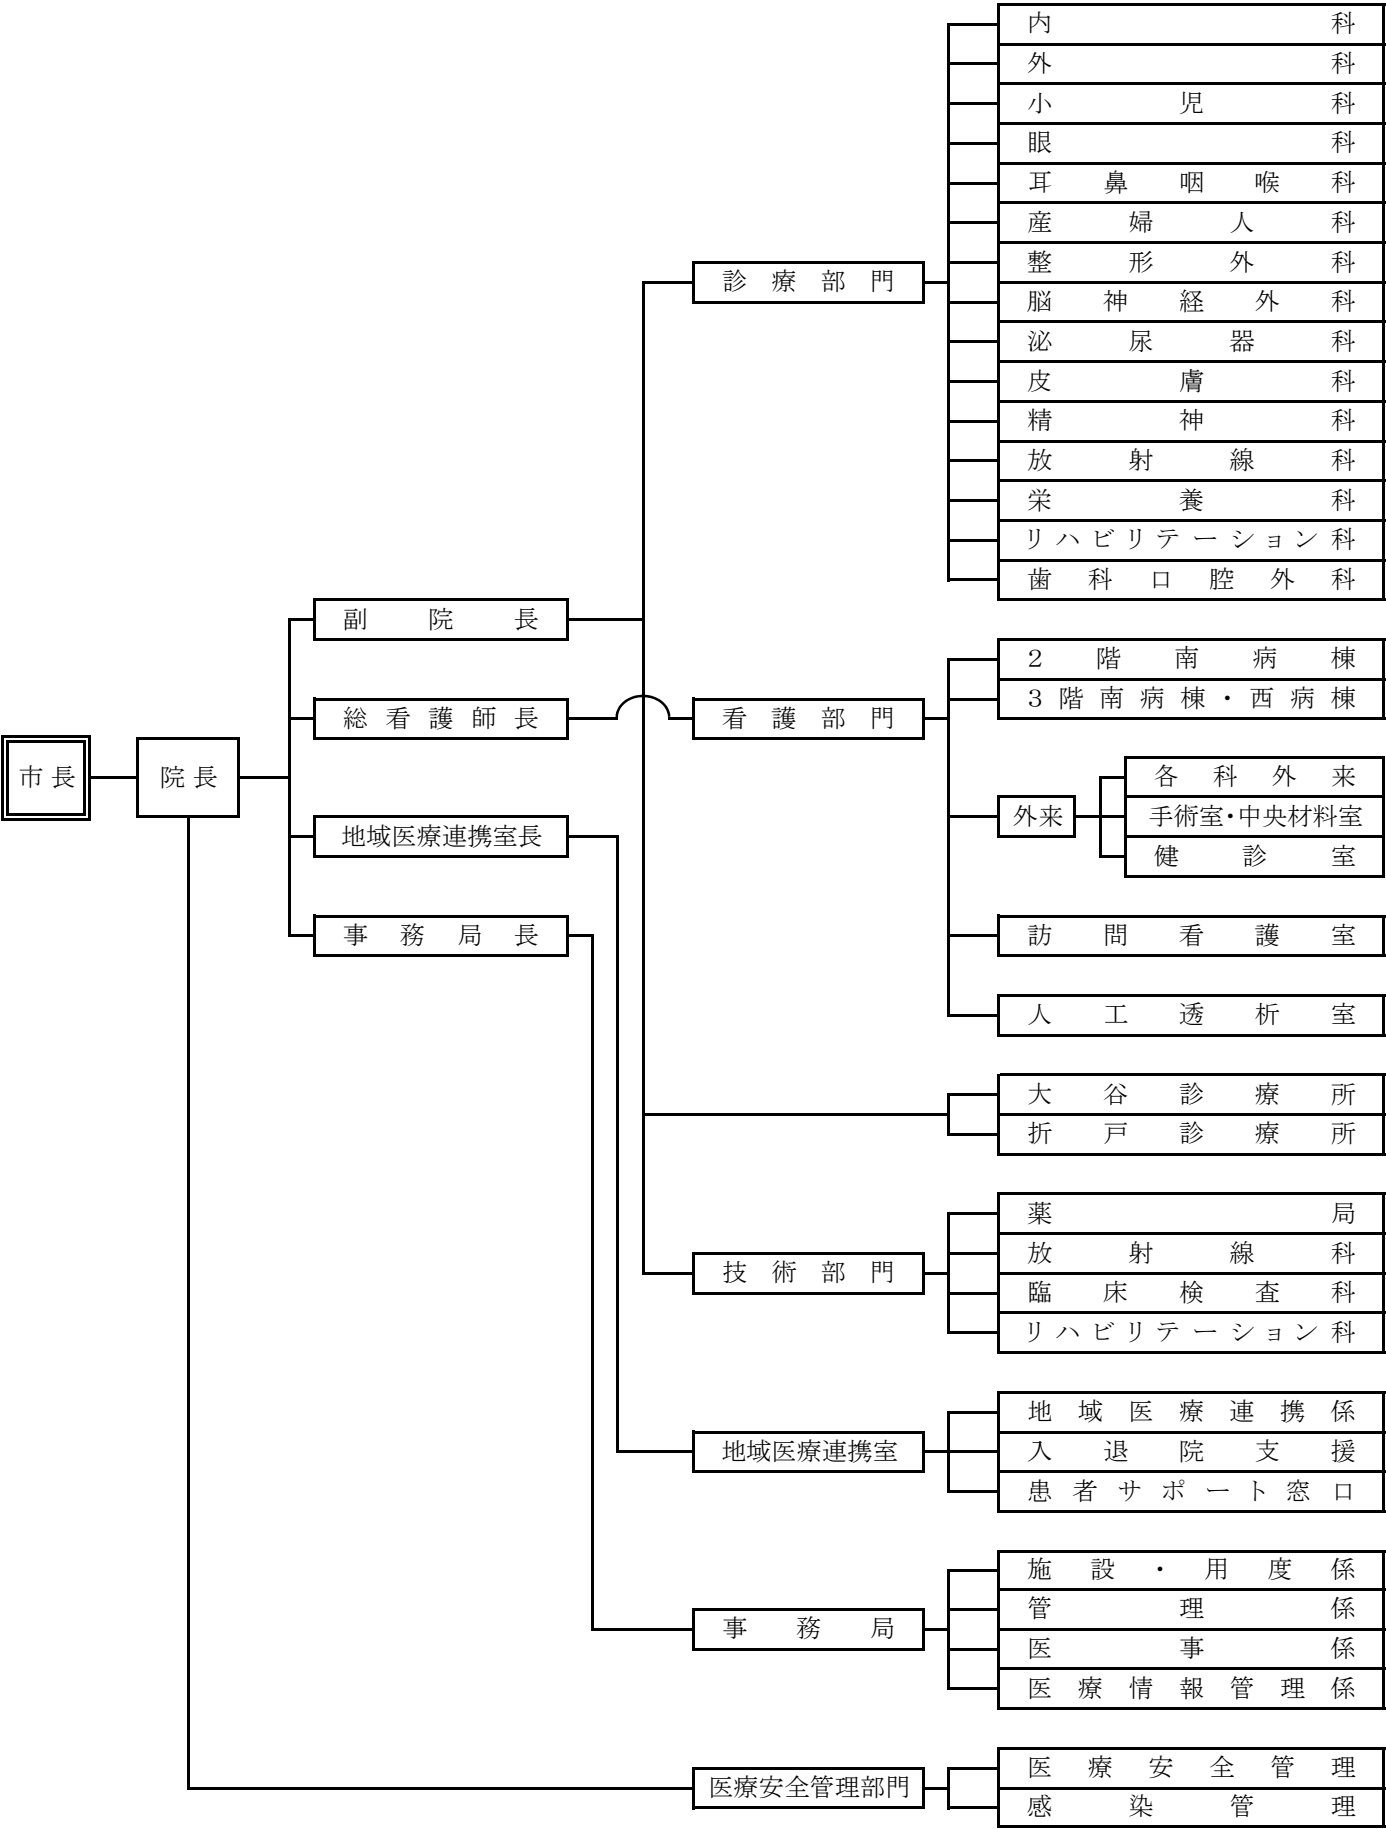 内科
外科
小児科
眼科
耳鼻咽喉科
産婦人科
整形外科
診療部門
脳神経外科
泌尿器科
皮膚科
精神科
放射線科
栄養科
リハビリテーション科
歯科口腔外科
副院長
2階南病棟
3階南病棟・西病棟
総看護師長
看護部門
市長
院長
各科外来
外来
手術室・中央材料室
地域医療連携室長
健診室
事務局長
訪問看護室
人工透析室
大谷診療所
折戸診療所
薬局
放射線科
技術部門
臨床検査科
リハビリテーション科
地域医療連携係
地域医療連携室
入退院支援
患者サポート窓口
施設・用度係
管理係
事務局
医事係
医療情報管理係
医療安全管理
医療安全管理部門
感染管理